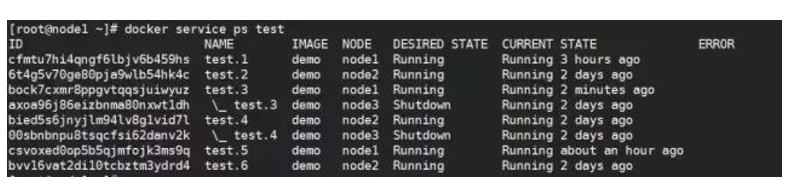 [root@node1 ~]# docker service ps test
ID NAME IMAGE NODE DESIRED STATE CURRENT STATE ERROR
cfmtu7hi4qngf6lbjv6b459hs test.1 demo node1 Running Running 3 hours ago
6t4g5v70ge80pja9wlb54hk4c test.2 demo node2 Running Running 2 days ago
bock7cxmr8ppgvtqqsjuiwyuz test.3 demo node1 Running Running 2 minutes ago
axoa96j86eizbnma80nxwt1dh \_ test.3 demo node3 Shutdown Running 2 days ago
bied5s6jnyjlm94lv8g1vid7l test.4 demo node2 Running Running 2 days ago
00sbnbnpu8tsqcfsi62danv2k \_ test.4 demo node3 Shutdown Running 2 days ago
csvoxed0op5b5qjmfojk3ms9q test.5 demo node1 Running Running about an hour ago
bvv16vat2di10tcbztm3ydrd4 test.6 demo node2 Running Running 2 days ago